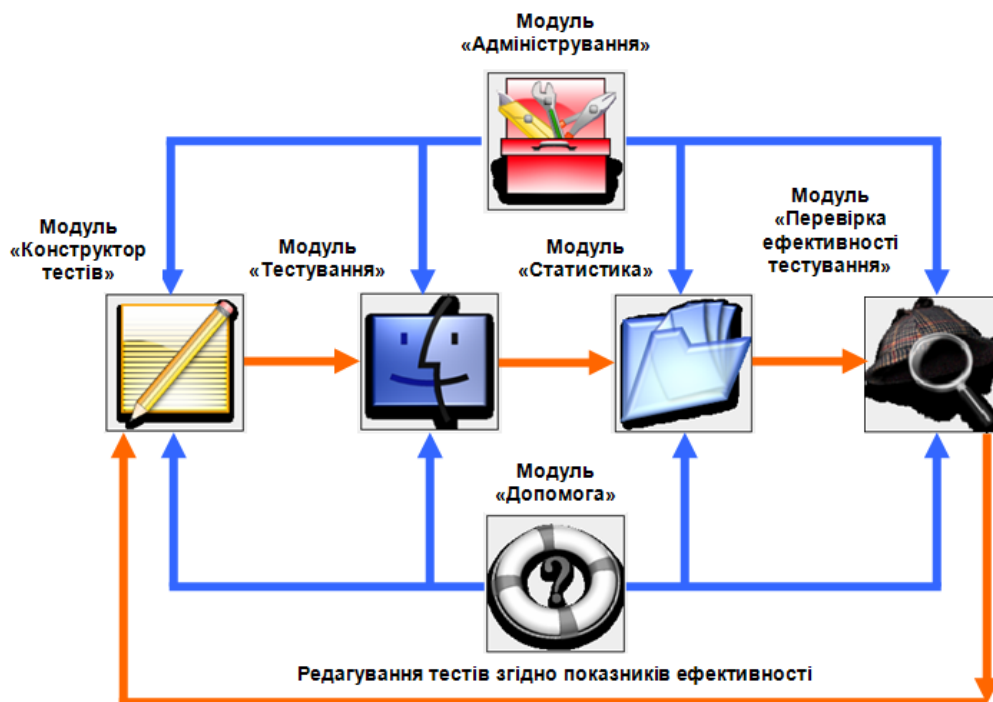 Модуль
«Адміністрування»
Модуль
«Конструктор
тестів»
Модуль
«Тестування»
Модуль
«Статистика»
Модуль
«Перевірка
ефективності
тестування»
Модуль
«Допомога»
?
Редагування тестів згідно показників ефективності